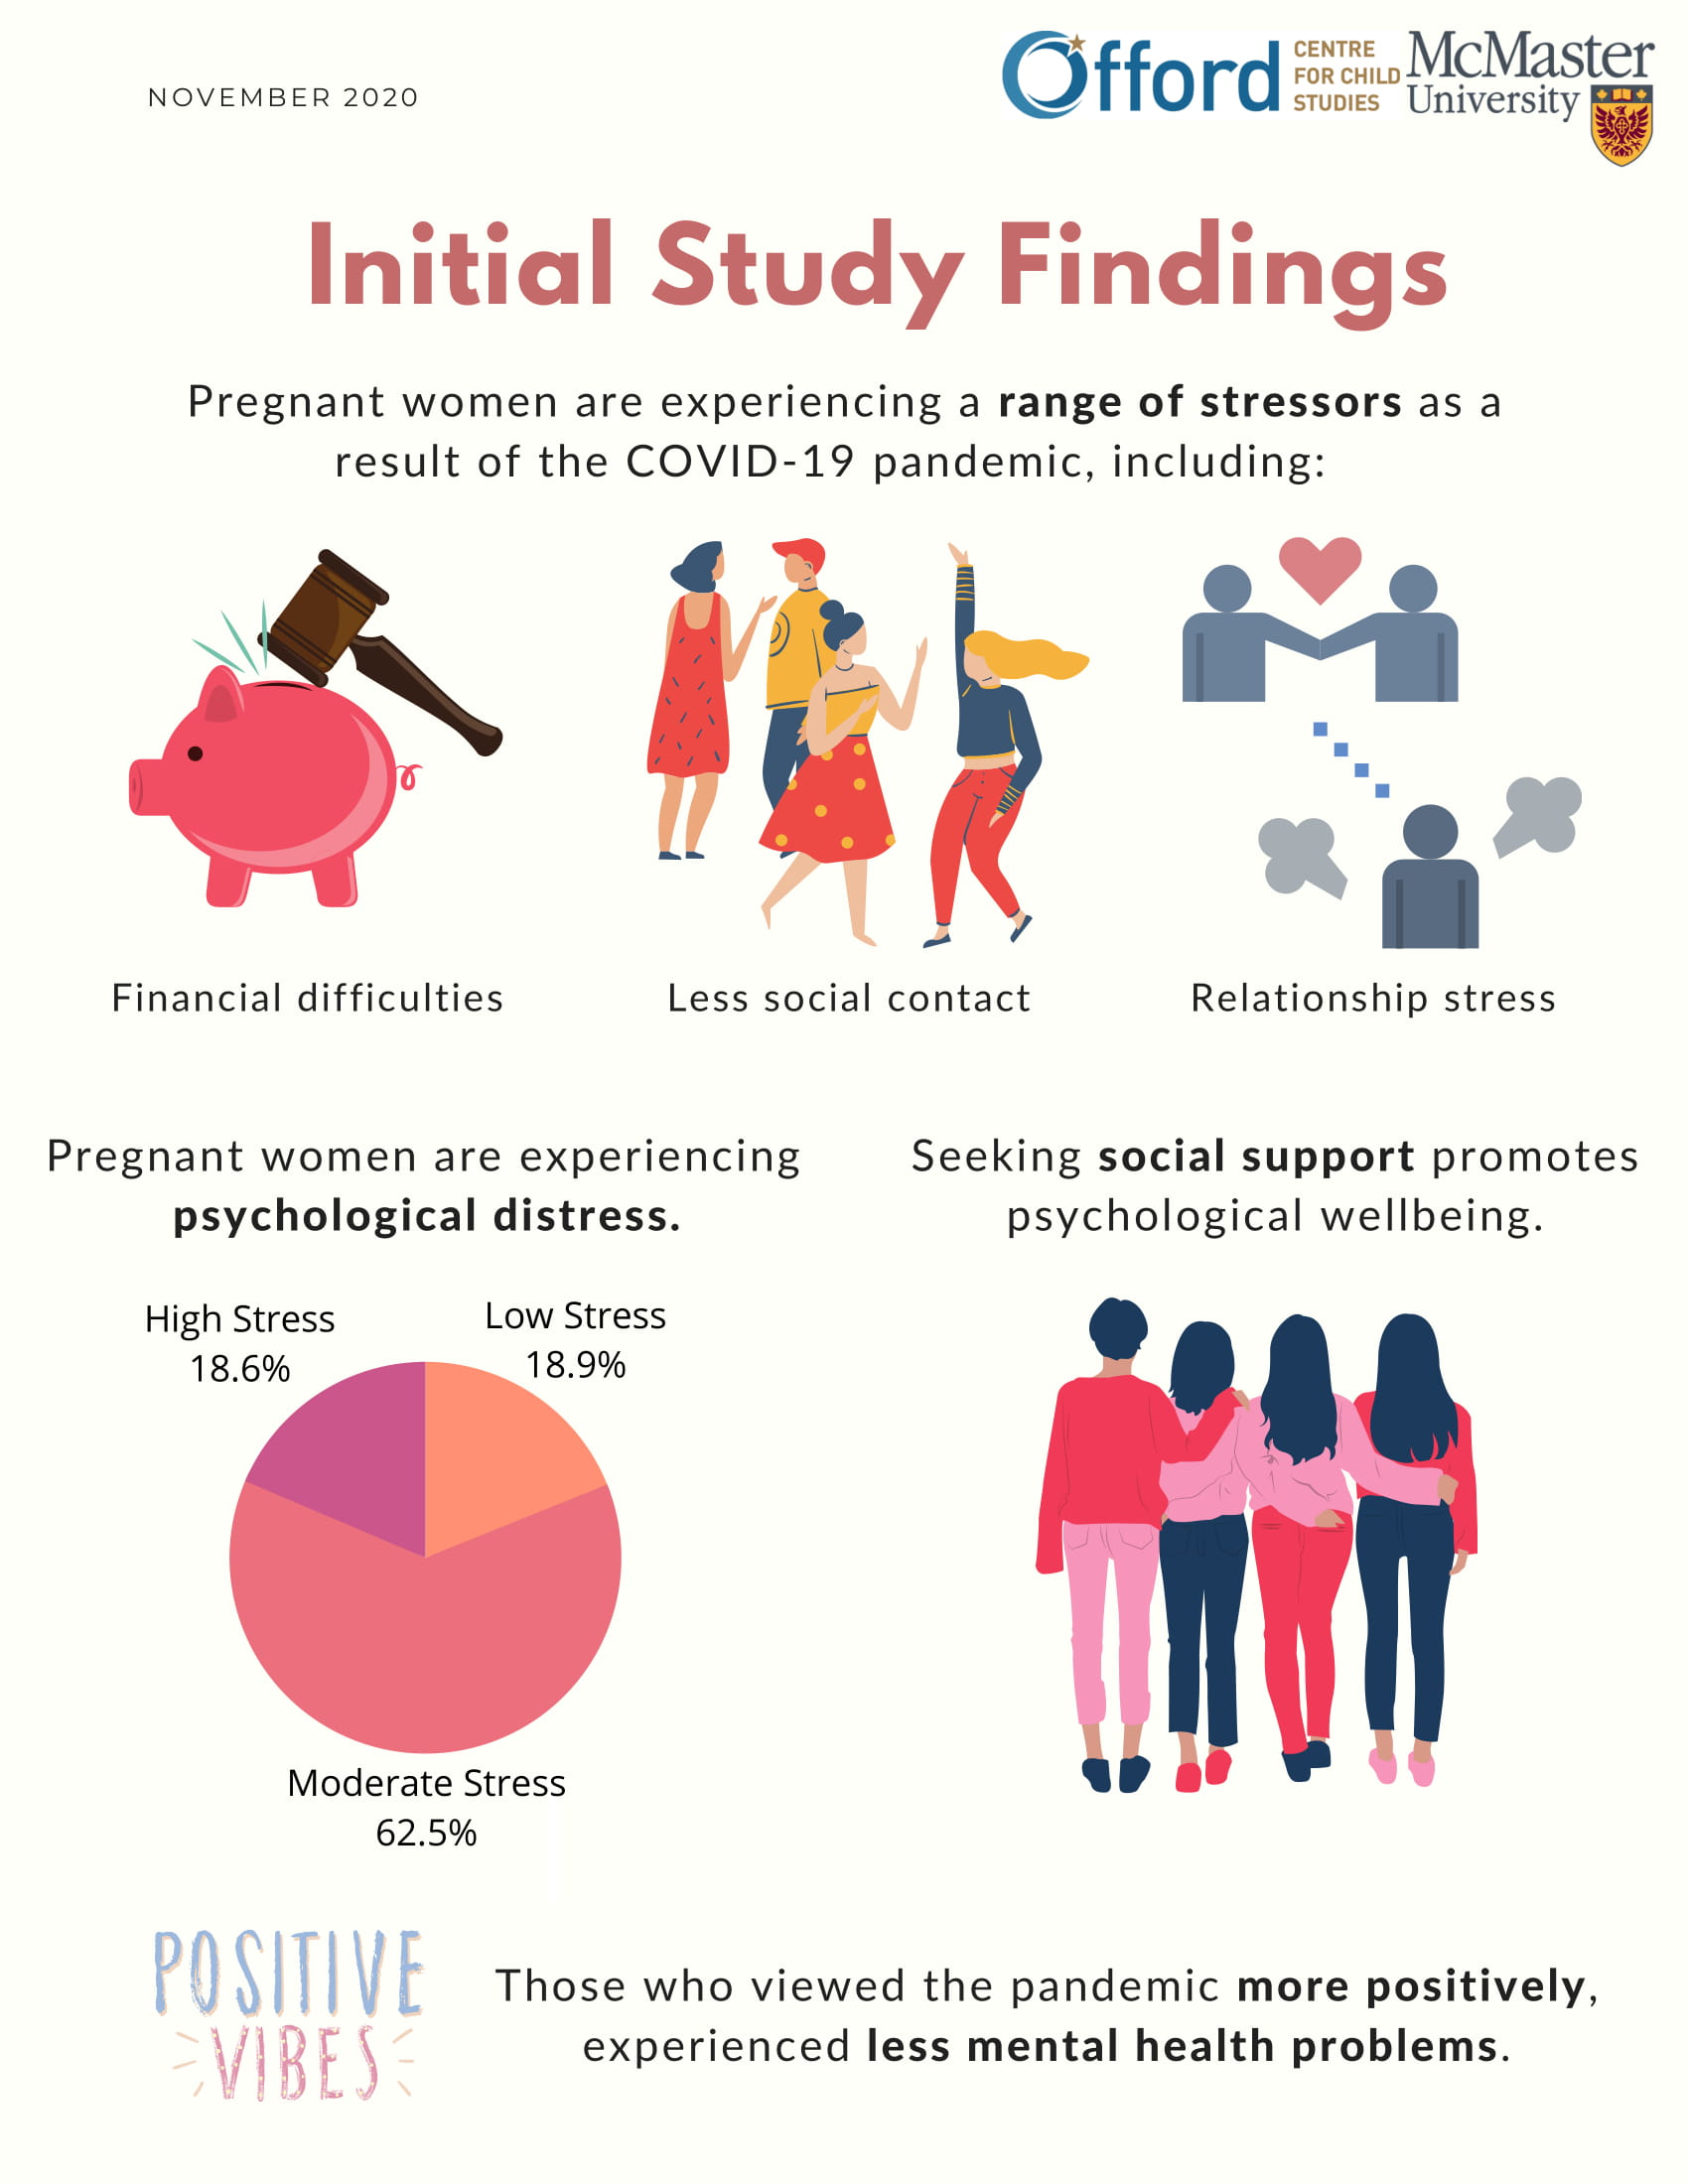 NOVEMBER 2020
Offord
CENTRE
FOR CHILD
STUDIES
McMaster
University
Initial Study Findings
Pregnant women are experiencing a range of stressors as a
result of the COVID-19 pandemic, including:
Financial difficulties
Less social contact
Relationship stress
Pregnant women are experiencing
psychological distress.
Seeking social support promotes
psychological wellbeing.
High Stress
18.6%
Low Stress
18.9%
Moderate Stress
62.5%
POSITIVE
VIBES
Those who viewed the pandemic more positively,
experienced less mental health problems.